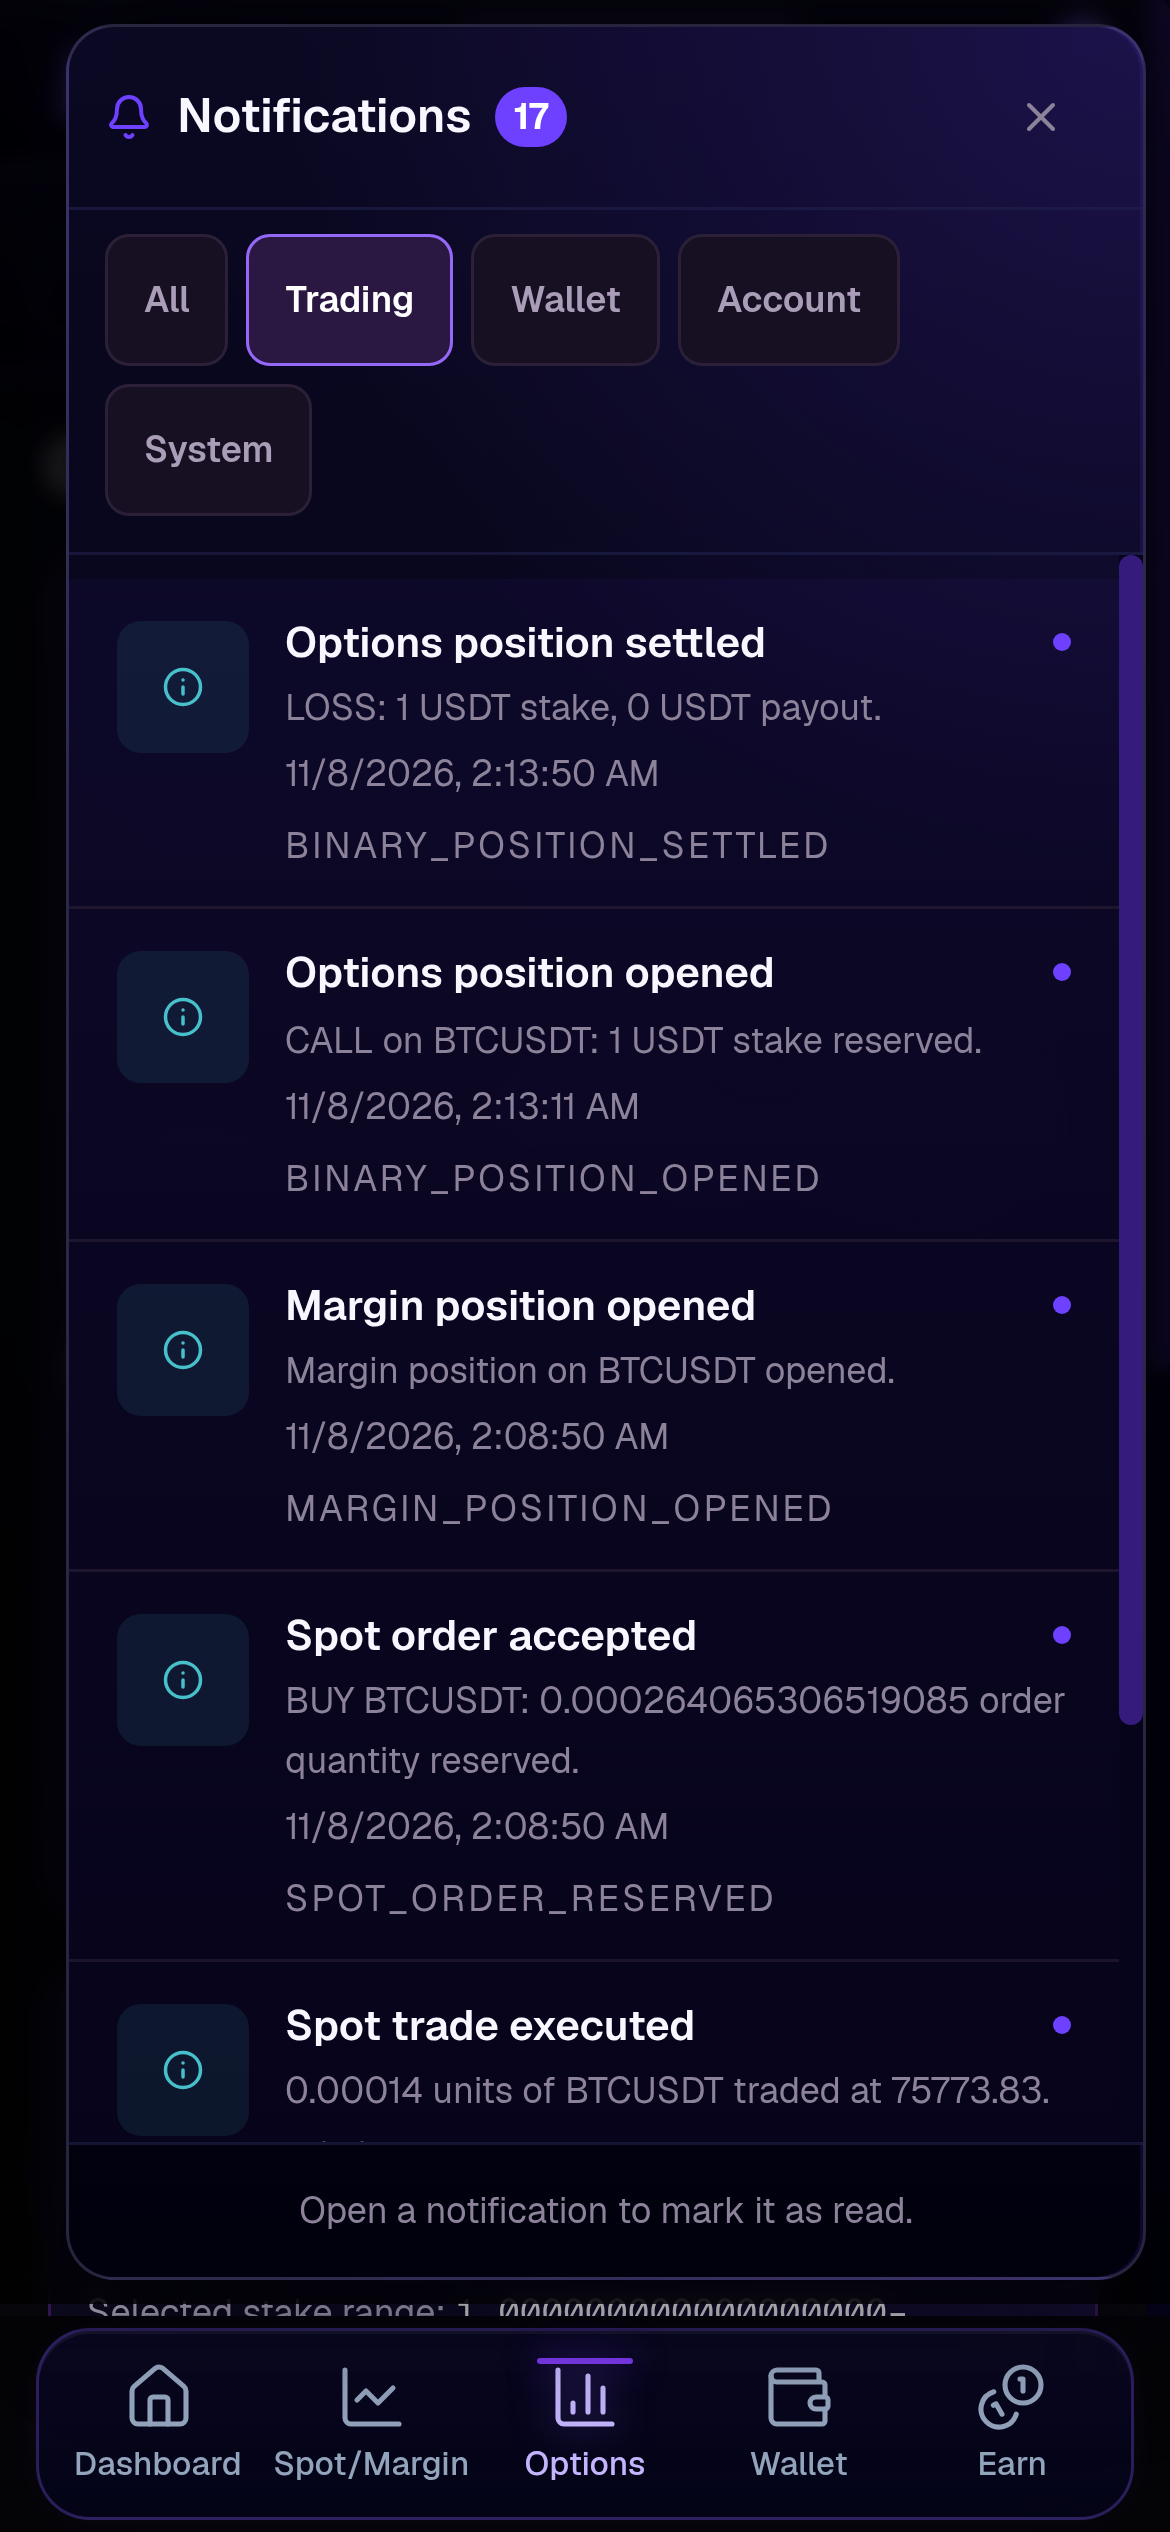 Notifications 17
All Trading Wallet Account
System
Options position settled
LOSS: 1 USDT stake, 0 USDT payout.
11/8/2026, 2:13:50 AM
BINARY_POSITION_SETTLED
Options position opened
CALL on BTCUSDT: 1 USDT stake reserved.
11/8/2026, 2:13:11 AM
BINARY_POSITION_OPENED
Margin position opened
Margin position on BTCUSDT opened.
11/8/2026, 2:08:50 AM
MARGIN_POSITION_OPENED
Spot order accepted
BUY BTCUSDT: 0.000264065306519085 order
quantity reserved.
11/8/2026, 2:08:50 AM
SPOT_ORDER_RESERVED
Spot trade executed
0.00014 units of BTCUSDT traded at 75773.83.
Open a notification to mark it as read.
Selected stake range:
Dashboard Spot/Margin Options Wallet Earn